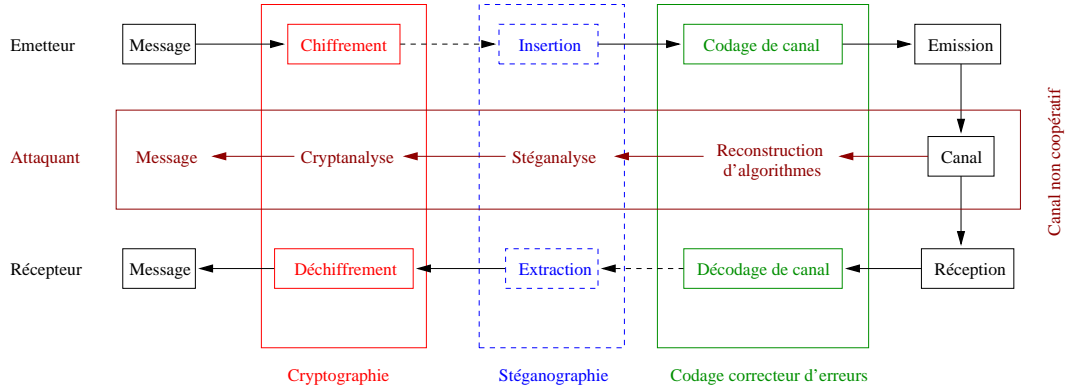 Emetteur
Message
Chiffrement
Insertion
Codage de canal
Emission
Attaquant
Message
Cryptanalyse
Stéganalyse
Reconstruction
d'algorithmes
Canal
Canal non coopératif
Récepteur
Message
Déchiffrement
Extraction
Décodage de canal
Réception
Cryptographie
Stéganographie
Codage correcteur d'erreurs